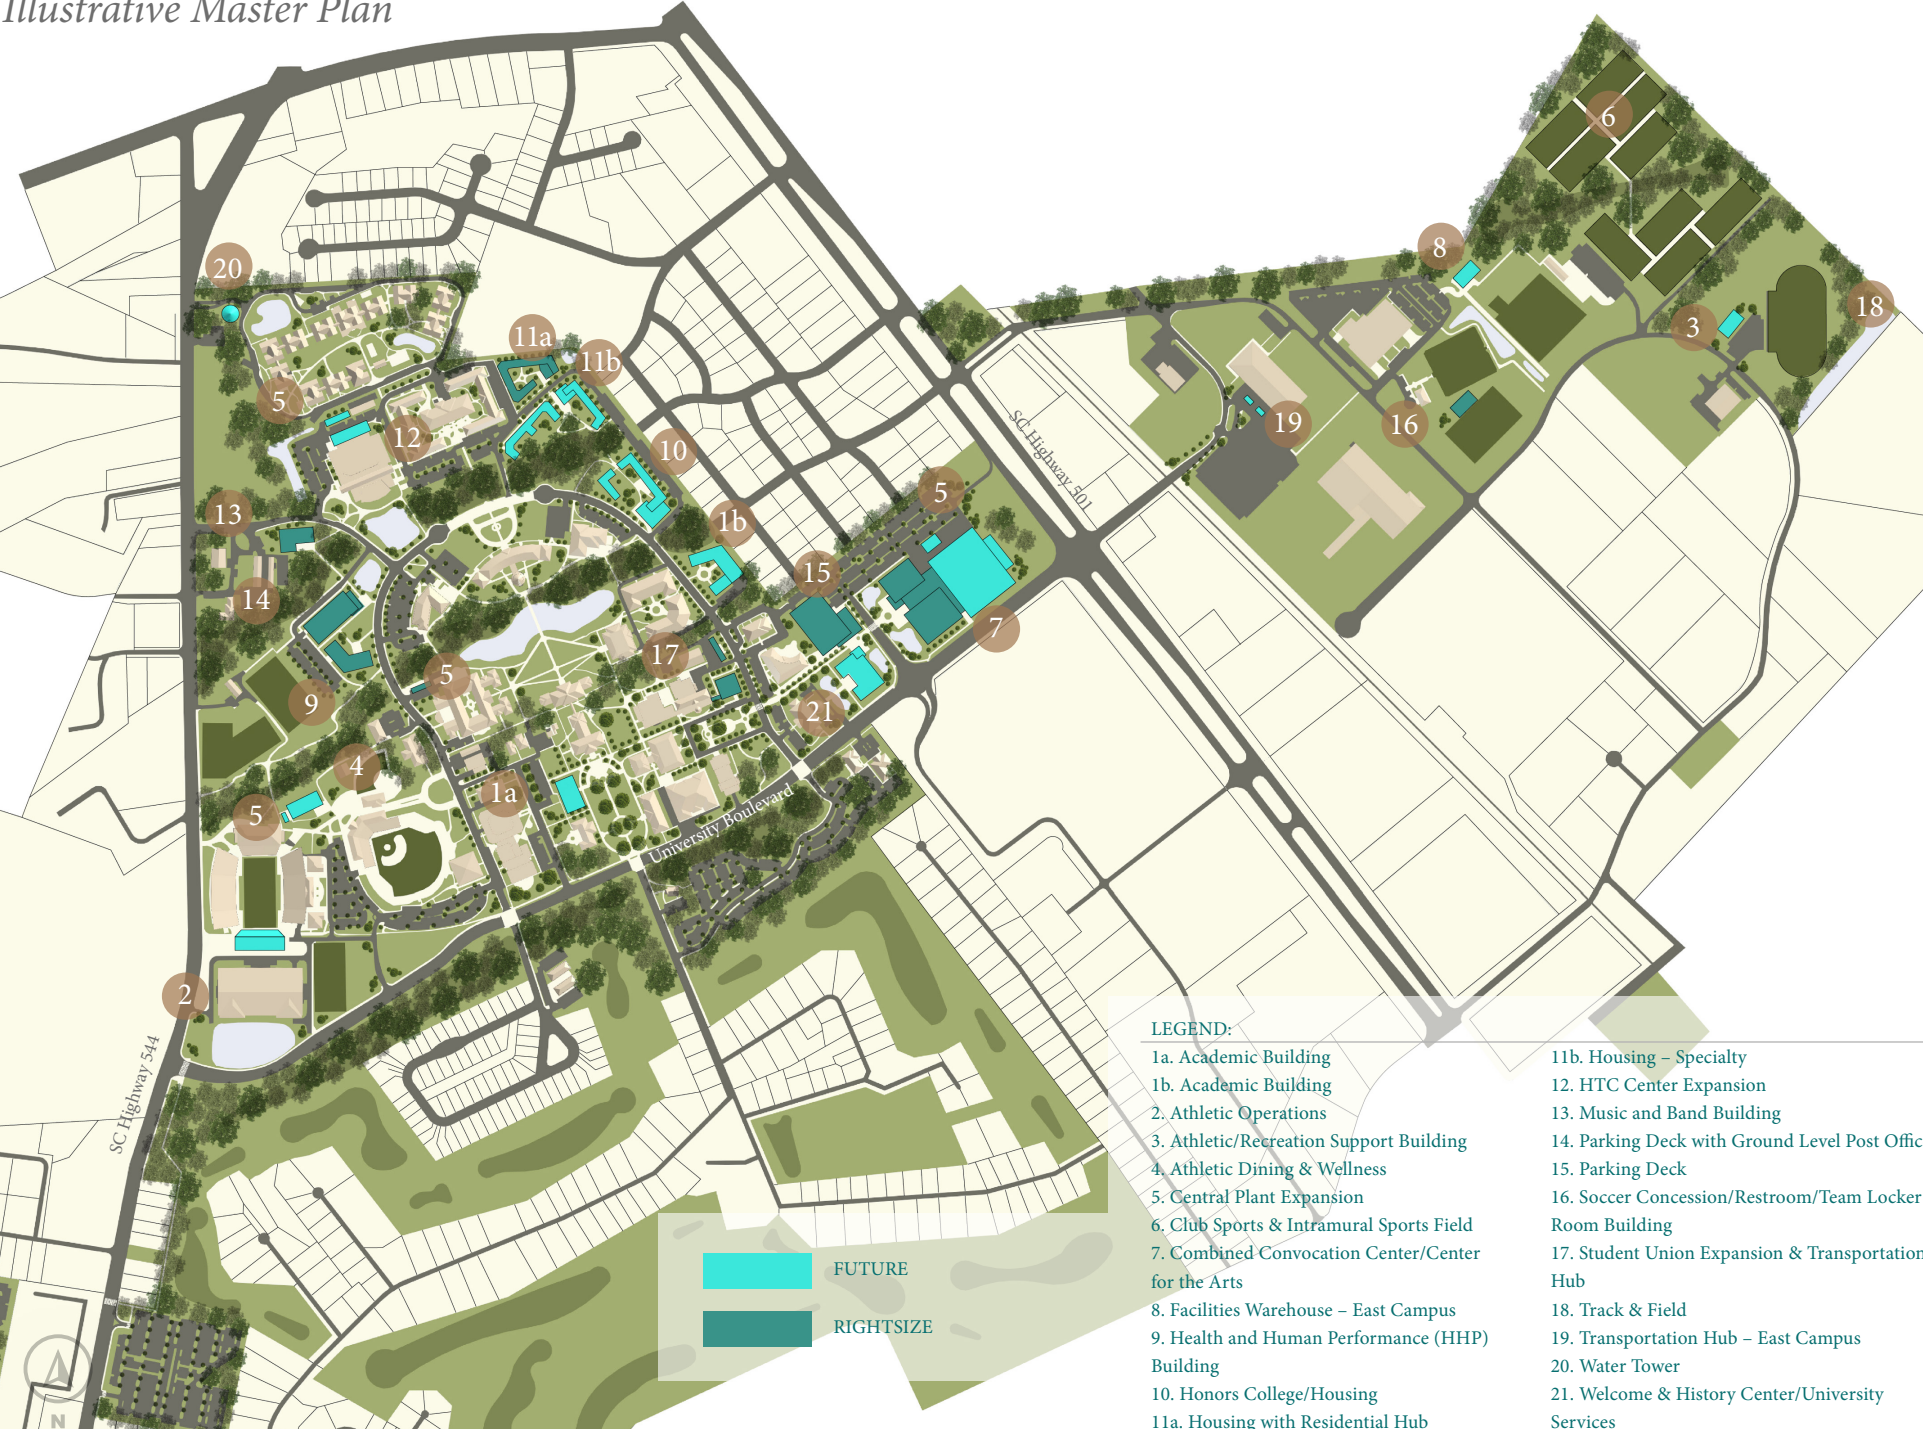 Illustrative Master Plan
6
8
20
18
3
11a
11b
5
12
19
16
10
SC Highway 501
5
13
1b
15
14
7
17
5
9
21
4
1a
5
University Boulevard
2
SC Highway 544
N
FUTURE
RIGHTSIZE
LEGEND:
1a. Academic Building
1b. Academic Building
2. Athletic Operations
3. Athletic/Recreation Support Building
4. Athletic Dining & Wellness
5. Central Plant Expansion
6. Club Sports & Intramural Sports Field
7. Combined Convocation Center/Center
for the Arts
8. Facilities Warehouse – East Campus
9. Health and Human Performance (HHP)
Building
10. Honors College/Housing
11a. Housing with Residential Hub
11b. Housing – Specialty
12. HTC Center Expansion
13. Music and Band Building
14. Parking Deck with Ground Level Post Offic
15. Parking Deck
16. Soccer Concession/Restroom/Team Locker
Room Building
17. Student Union Expansion & Transportation
Hub
18. Track & Field
19. Transportation Hub – East Campus
20. Water Tower
21. Welcome & History Center/University
Services